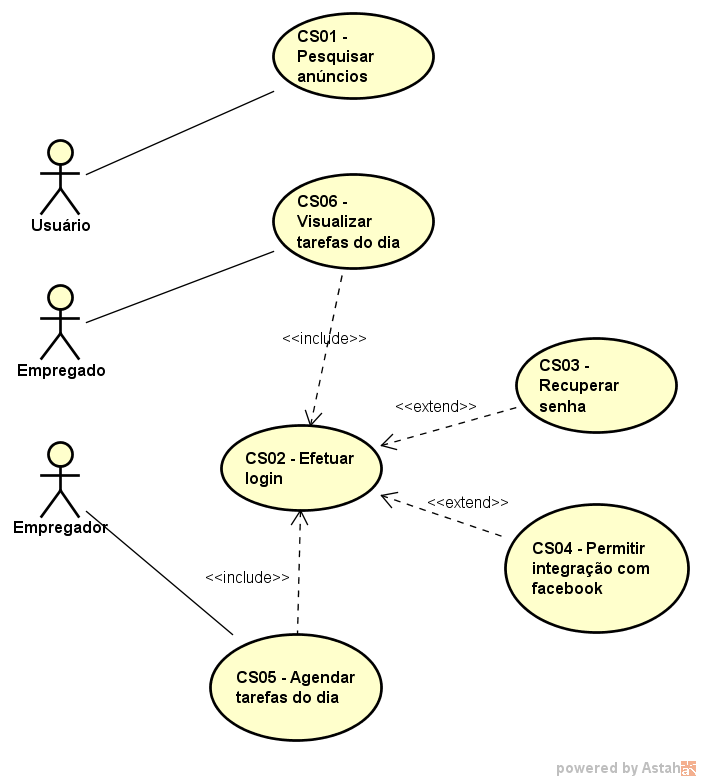 CS01 -
Pesquisar
anúncios
Usuário
CS06 -
Visualizar
tarefas do dia
Empregado
<<include>>
CS03 -
Recuperar
senha
<<extend>>
CS02 - Efetuar
login
<<extend>>
CS04 - Permitir
integração com
facebook
Empregador
<<include>>
CS05 - Agendar
tarefas do dia
powered by Astah